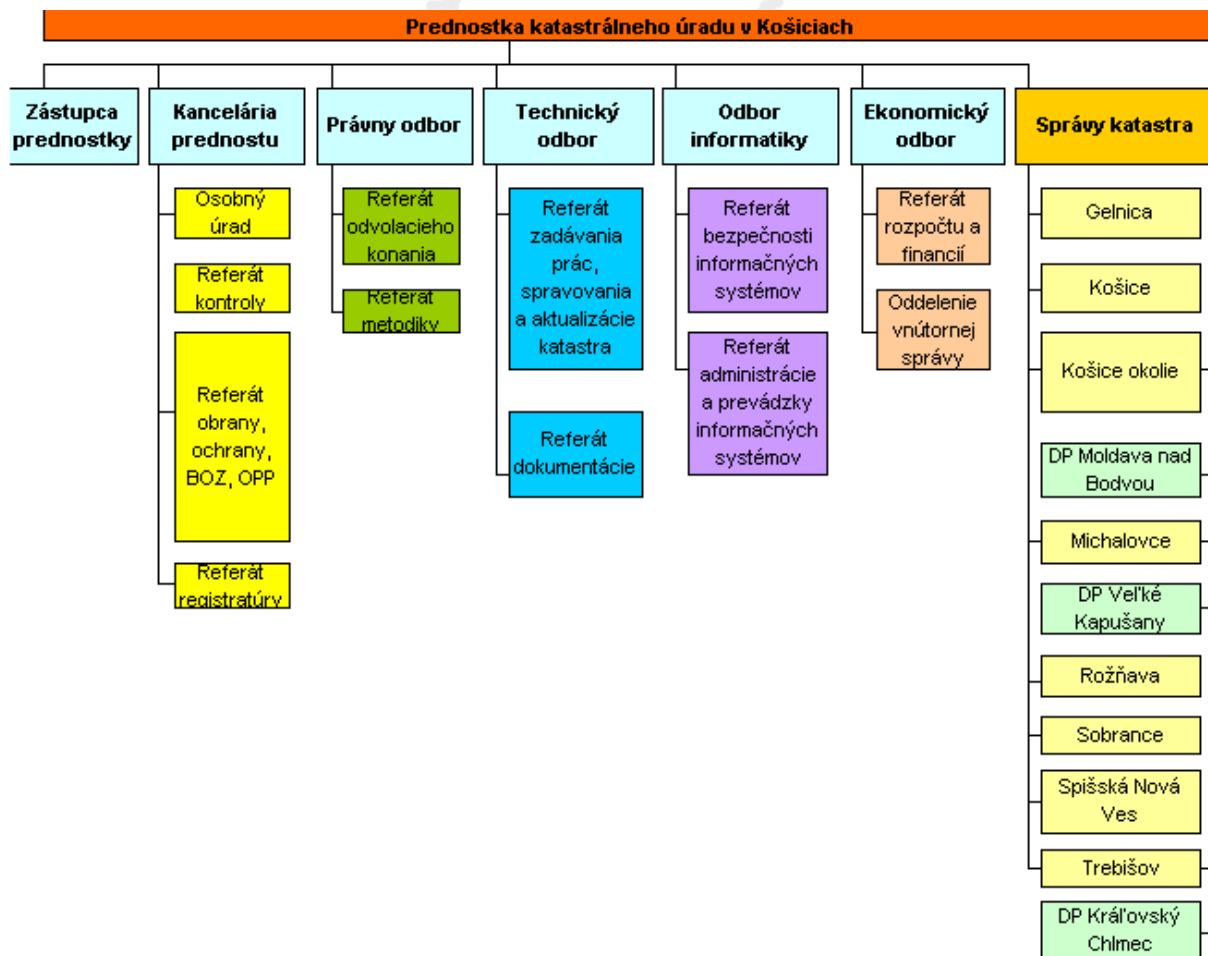 Prednostka katastrálneho úradu v Košiciach
Zástupca
prednostky
Kancelária
prednostu
Právny odbor
Technický
odbor
Odbor
informatiky
Ekonomický
odbor
Správy katastra
Osobný
úrad
Referát
kontroly
Referát
obrany,
ochrany,
BOZ, OPP
Referát
registratúry
Referát
odvolacieho
konania
Referát
metodiky
Referát
zadávania
prác,
spravovania
a aktualizácie
katastra
Referát
dokumentácie
Referát
bezpečnosti
informačných
systémov
Referát
administrácie
a prevádzky
informačných
systémov
Referát
rozpočtu a
financií
Oddelenie
vnútornej
správy
Gelnica
Košice
Košice okolie
DP Moldava nad
Bodvou
Michalovce
DP Veľké
Kapušany
Rožňava
Sobrance
Spišská Nová
Ves
Trebišov
DP Kráľovský
Chlmec